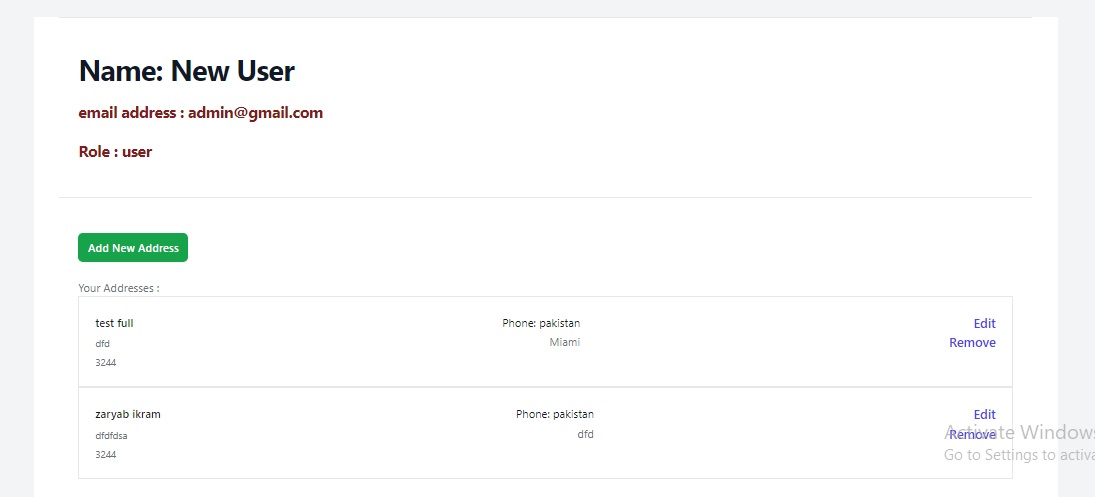 Name: New User
email address : admin@gmail.com
Role : user
Add New Address
Your Addresses :
test full
Phone: pakistan
Edit
dfd
Miami
Remove
3244
zaryab ikram
Phone: pakistan
Edit
dfdfdsa
dfd
Remove
Activate Windows
3244
Go to Settings to activa